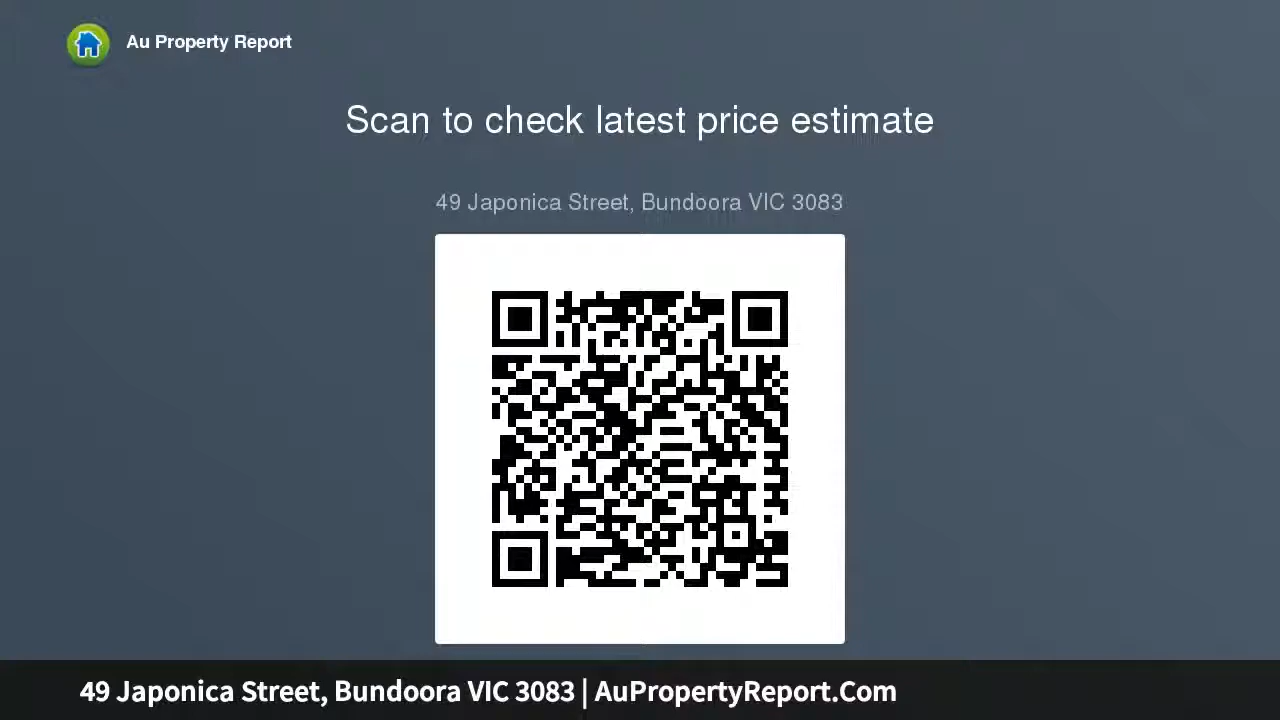 Au Property Report
Scan to check latest price estimate
49 Japonica Street, Bundoora VIC 3083
49 Japonica Street, Bundoora VIC 3083 | AuPropertyReport.Com